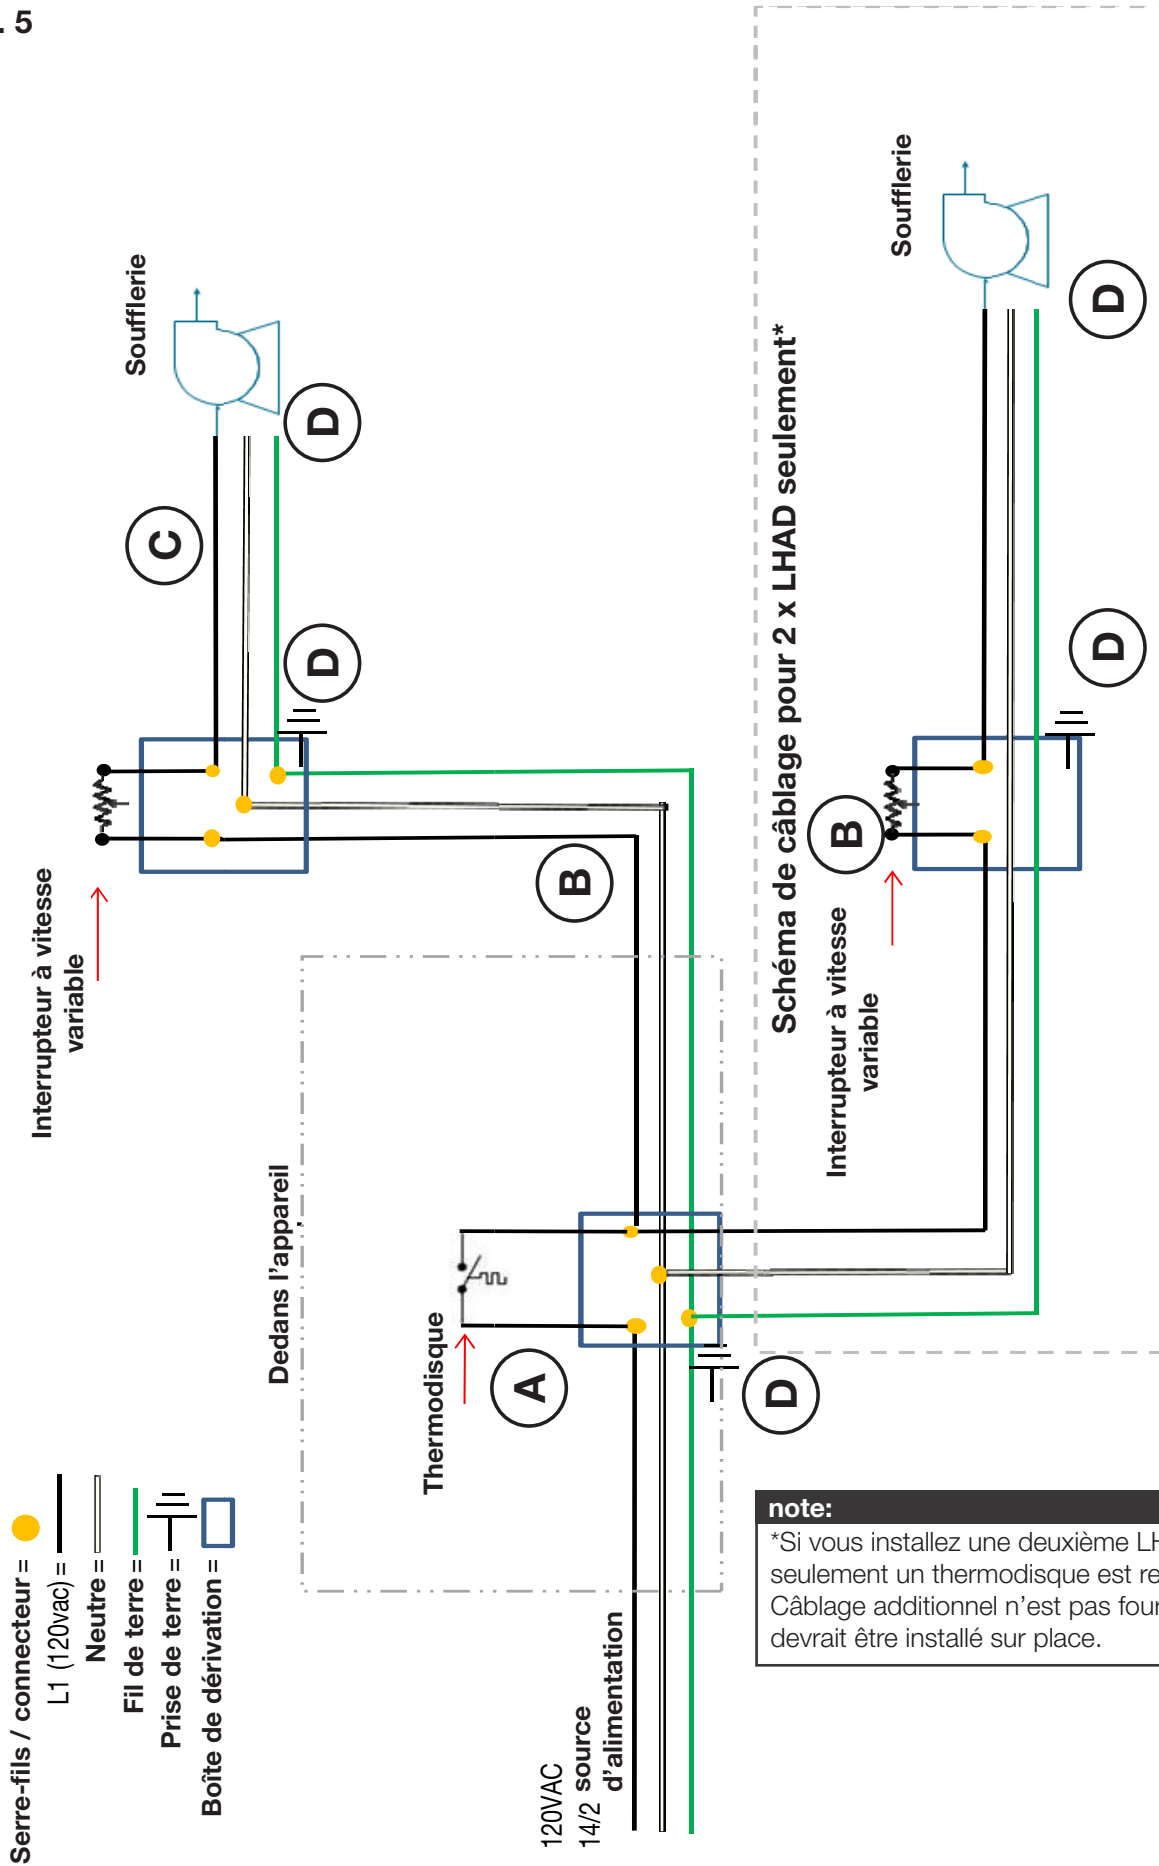 . 5
Serre-fils / connecteur =
L1 (120vac) =
Neutre =
Fil de terre =
Prise de terre =
Boîte de dérivation =
120VAC
14/2 source
d'alimentation
Dedans l'appareil
Thermodisque
A
D
Interrupteur à vitesse
variable
B
C
D
D
Soufflerie
Schéma de câblage pour 2 x LHAD seulement*
Interrupteur à vitesse
variable
B
D
D
Soufflerie
note:
*Si vous installez une deuxième
seulement un thermodisque est
Câblage additionnel n'est pas
devrait être installé sur place.